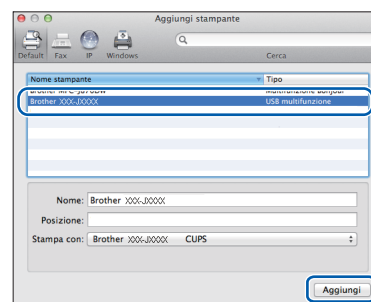 Aggiungi stampante
Default Fax IP Windows Cerca
Nome stampante Tipo
Brother XXX-JXXXX USB multifunzione
Nome: Brother XXX-JXXXX
Posizione:
Stampa con: Brother XXX-JXXXX CUPS
Aggiungi